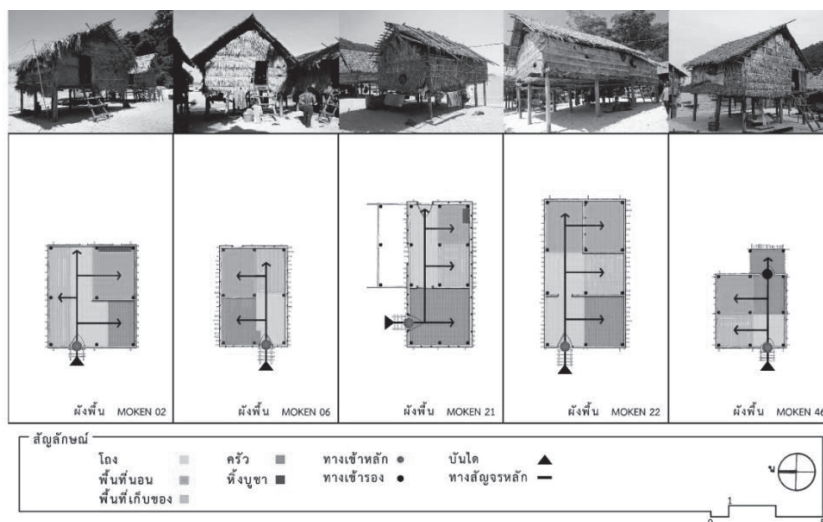 ผังพื้น MOKEN 02
ผังพื้น MOKEN 06
ผังพื้น MOKEN 21
ผังพื้น MOKEN 22
ผังพื้น MOKEN 46
สัญลักษณ์
โถง ครัว ทางเข้าหลัก บันได
พื้นที่นอน หิ้งบูชา ทางเข้ารอง ทางสัญจรหลัก
พื้นที่เก็บของ
น
1
0